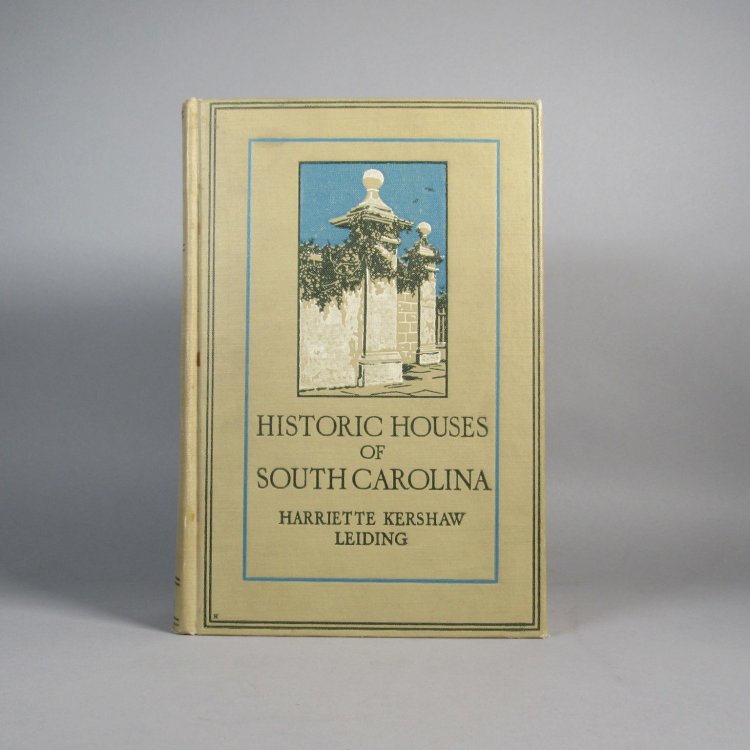 HISTORIC HOUSES
OF
SOUTH CAROLINA
HARRIETTE KERSHAW
LEIDING